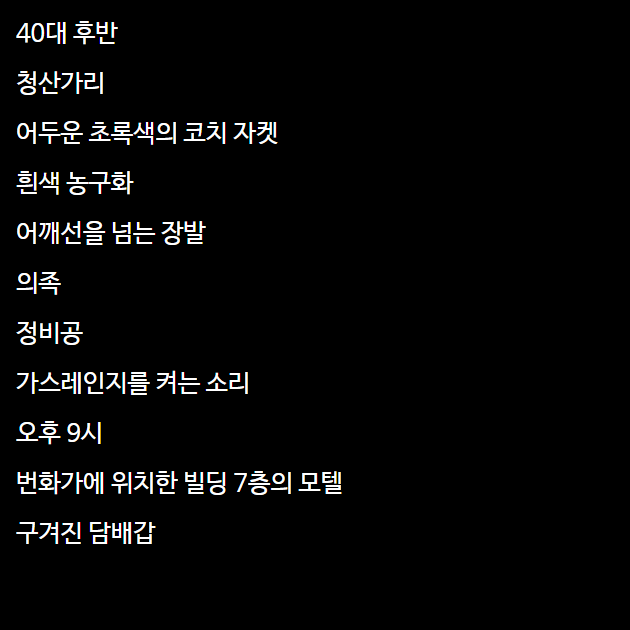 40대 후반
청산가리
어두운 초록색의 코치 자켓
흰색 농구화
어깨선을 넘는 장발
의족
정비공
가스레인지를 켜는 소리
오후 9시
번화가에 위치한 빌딩 7층의 모텔
구겨진 담배갑